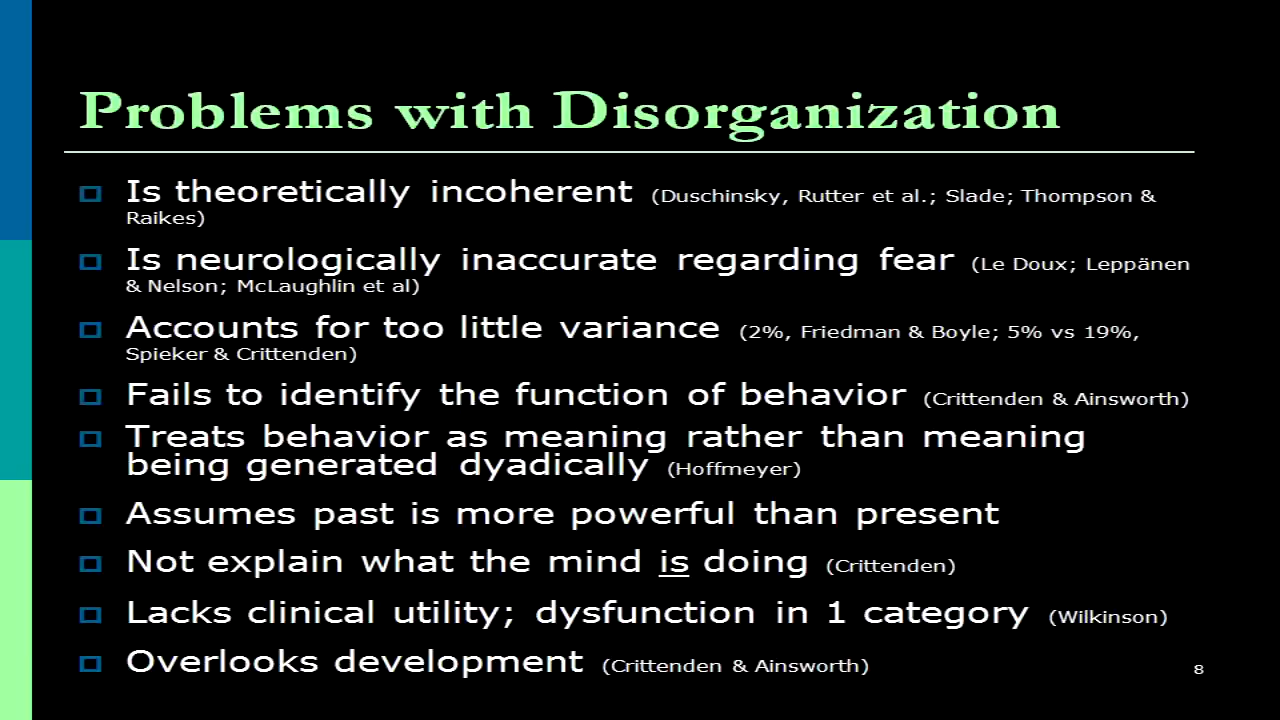 Problems with Disorganization
Is theoretically incoherent (Duschinsky, Rutter et al.; Slade; Thompson &
Raikes)
Is neurologically inaccurate regarding fear (Le Doux; Leppänen
& Nelson; McLaughlin et al)
Accounts for too little variance (2%, Friedman & Boyle; 5% vs 19%,
Spieker & Crittenden)
Fails to identify the function of behavior (Crittenden & Ainsworth)
Treats behavior as meaning rather than meaning
being generated dyadically (Hoffmeyer)
Assumes past is more powerful than present
Not explain what the mind is doing (Crittenden)
Lacks clinical utility; dysfunction in 1 category (Wilkinson)
Overlooks development (Crittenden & Ainsworth)
8